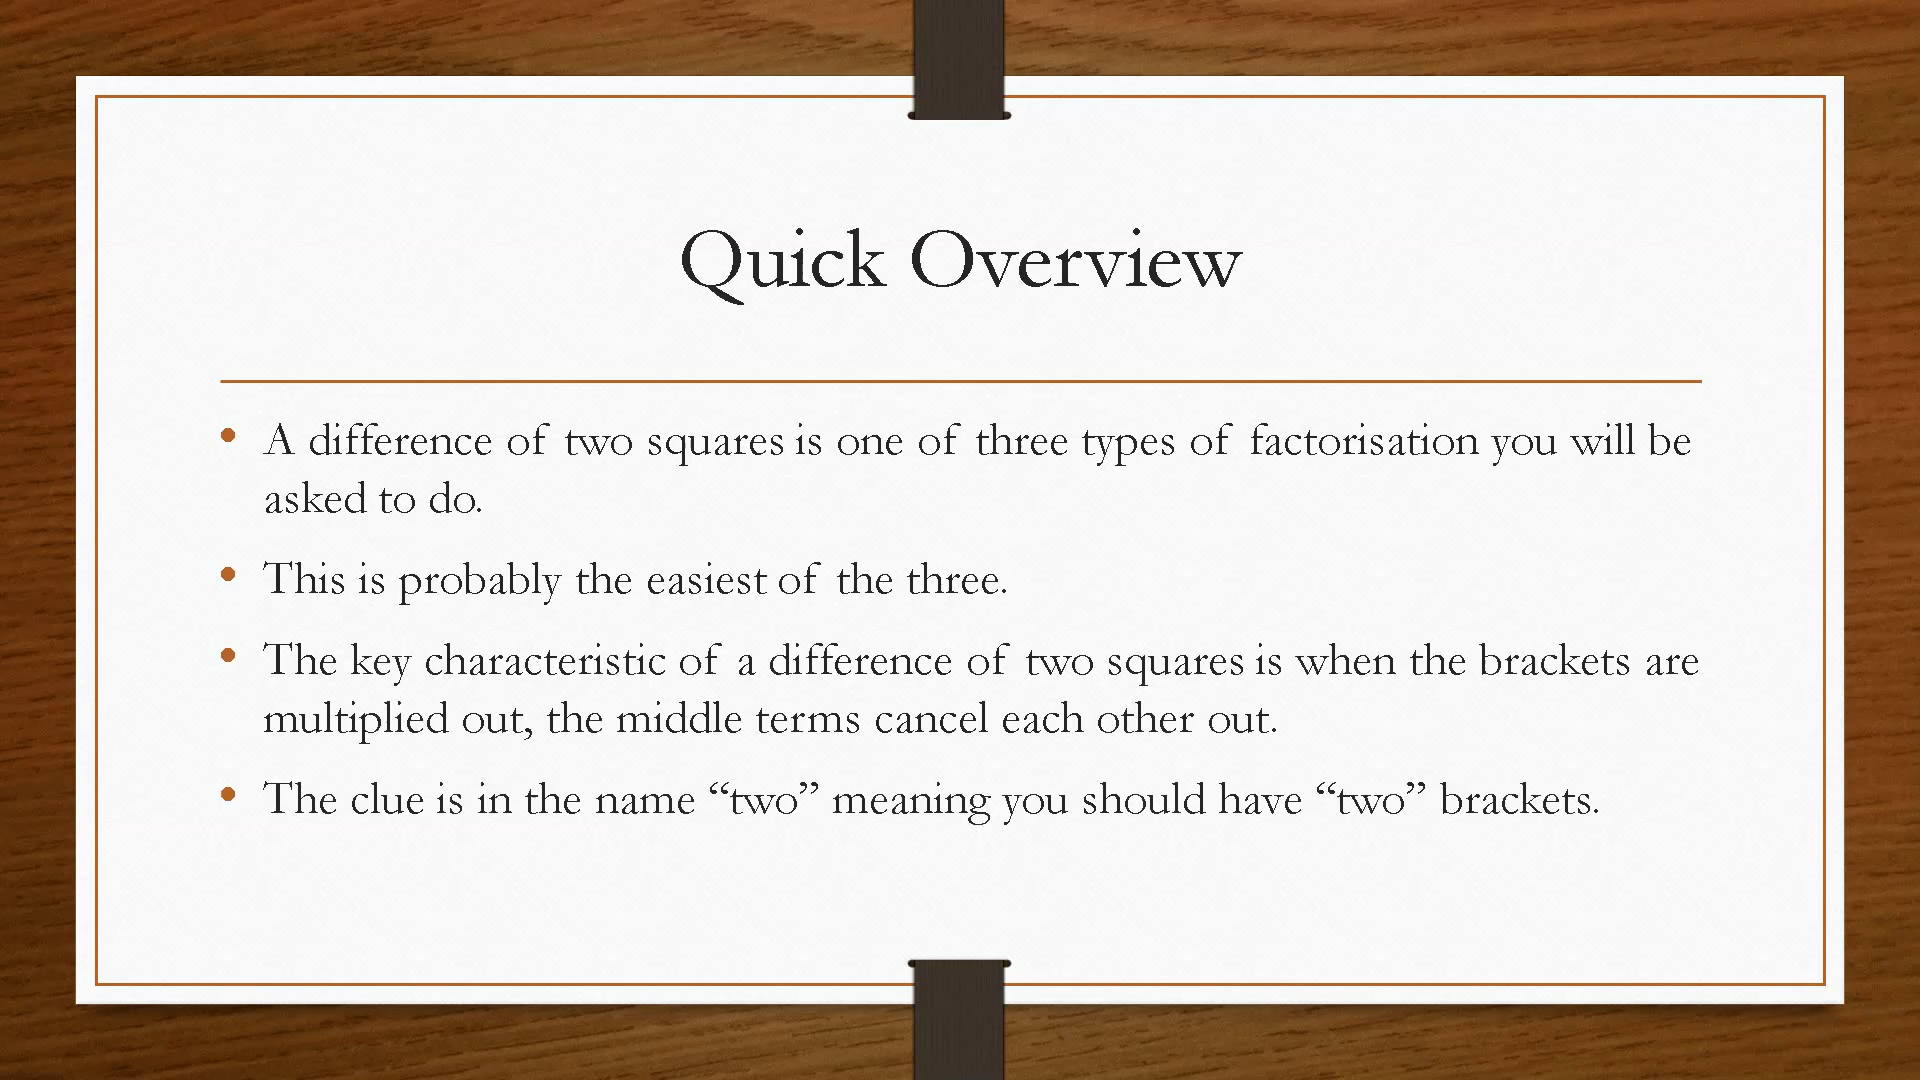 Quick Overview
• A difference of two squares is one of three types of factorisation you will be
asked to do.
• This is probably the easiest of the three.
• The key characteristic of a difference of two squares is when the brackets are
multiplied out, the middle terms cancel each other out.
• The clue is in the name “two” meaning you should have “two” brackets.